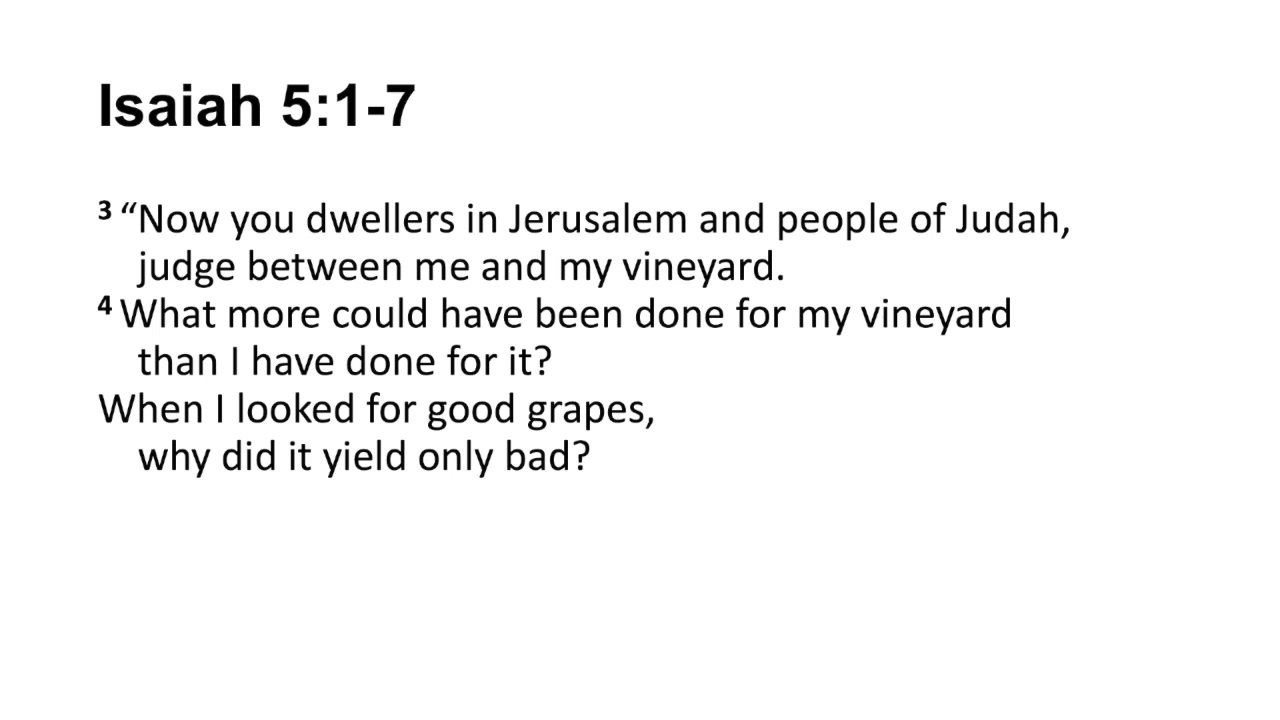 Isaiah 5:1-7
3 “Now you dwellers in Jerusalem and people of Judah,
judge between me and my vineyard.
4 What more could have been done for my vineyard
than I have done for it?
When I looked for good grapes,
why did it yield only bad?